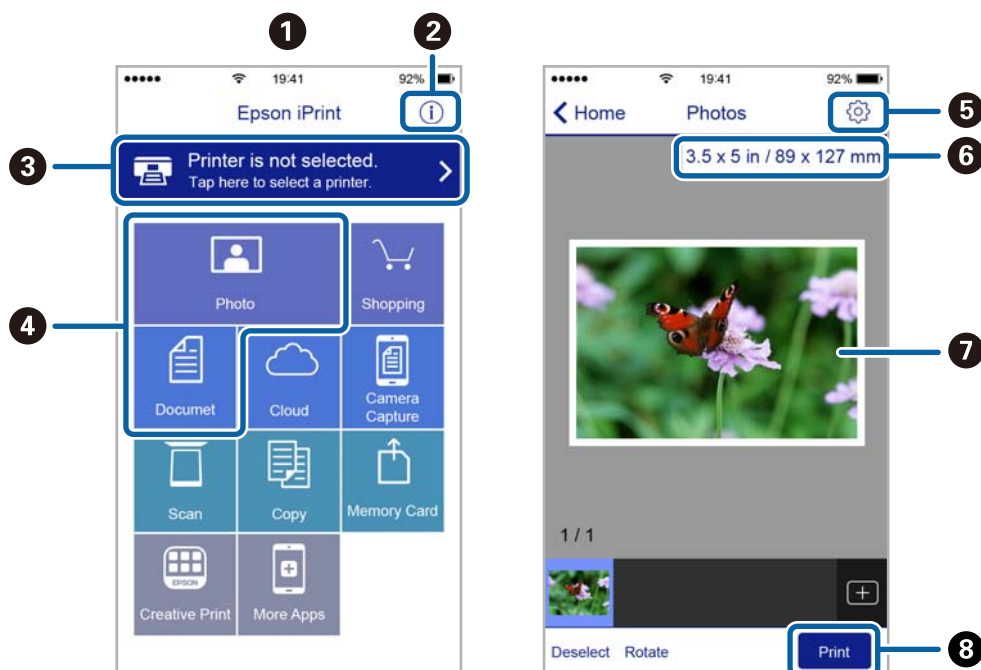 1
2
19:41
92%
Epson iPrint
3
Printer is not selected.
Tap here to select a printer.
4
Photo
Shopping
Documet
Cloud
Camera
Capture
Scan
Copy
Memory Card
EPSON
Creative Print
More Apps
19:41
92%
Home
Photos
5
3.5 x 5 in / 89 x 127 mm
6
7
1 / 1
Deselect
Rotate
Print
8